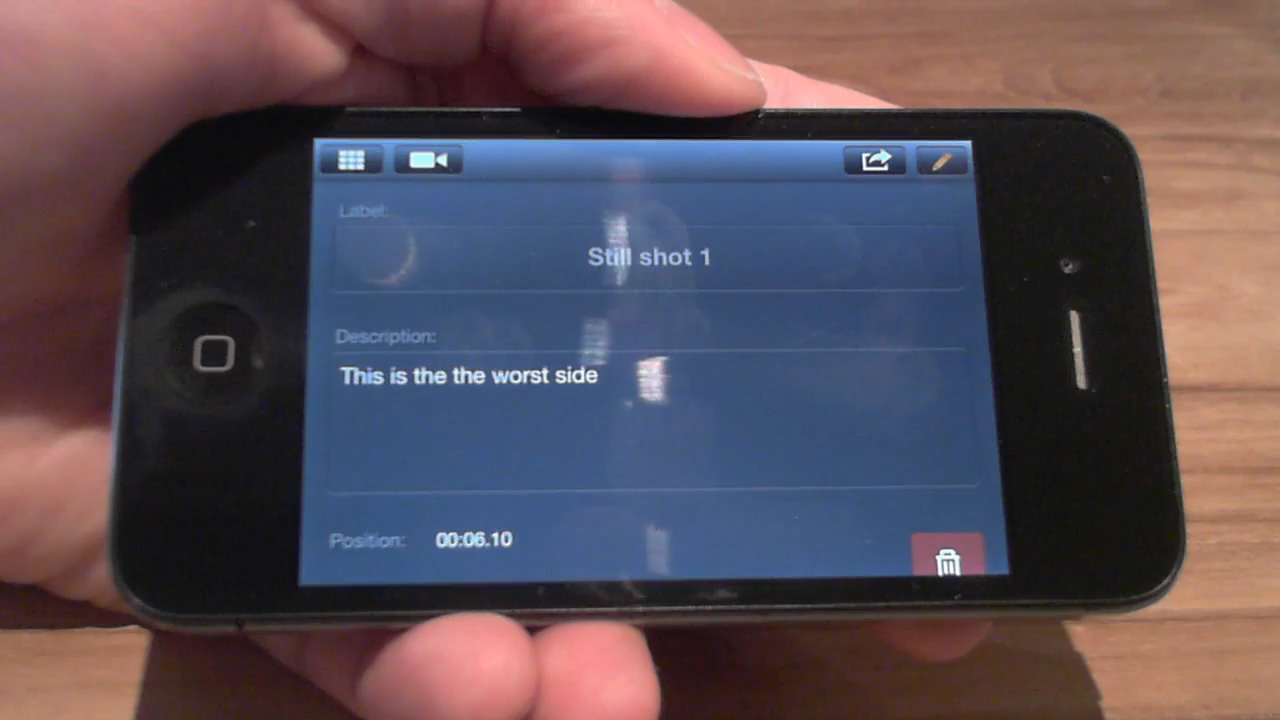 Label:
Still shot 1
Description:
This is the the worst side
Position: 00:06.10